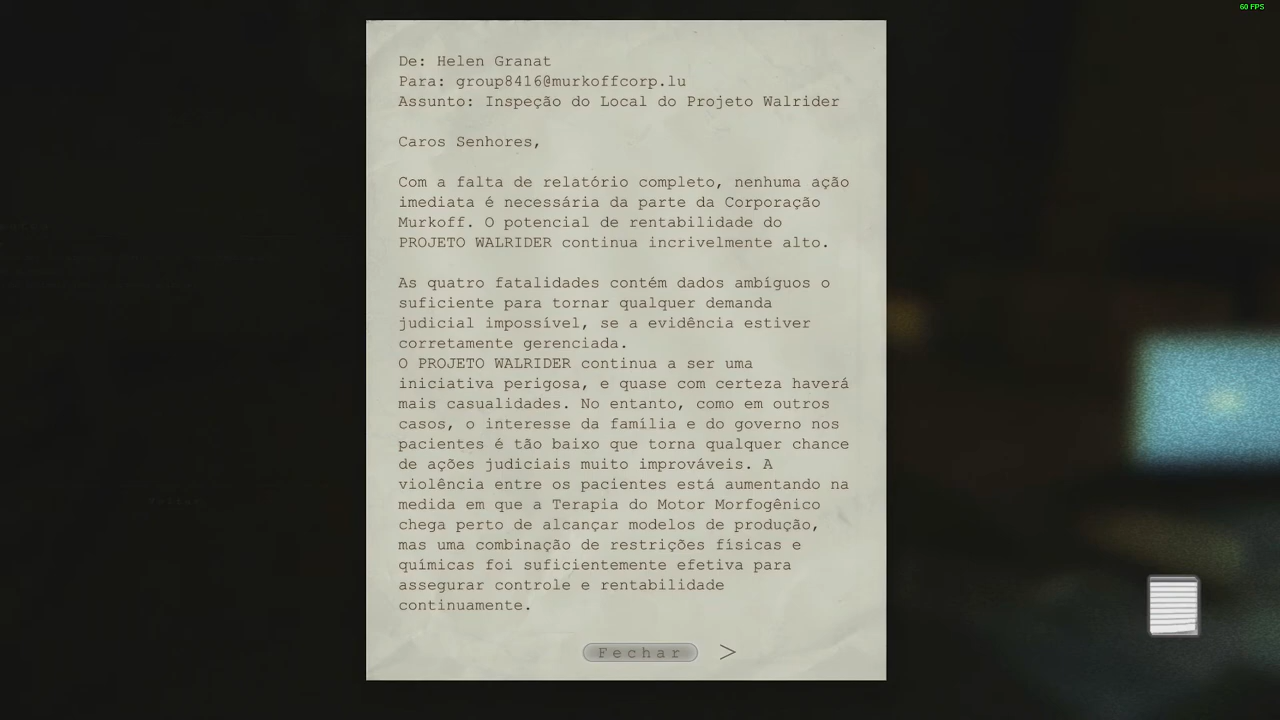 60 FPS
De: Helen Granat
Para: group8416@murkoffcorp.lu
Assunto: Inspeção do Local do Projeto Walrider
Caros Senhores,
Com a falta de relatório completo, nenhuma ação
imediata é necessária da parte da Corporação
Murkoff. O potencial de rentabilidade do
PROJETO WALRIDER continua incrivelmente alto.
As quatro fatalidades contém dados ambíguos o
suficiente para tornar qualquer demanda
judicial impossível, se a evidência estiver
corretamente gerenciada.
O PROJETO WALRIDER continua a ser uma
iniciativa perigosa, e quase com certeza haverá
mais casualidades. No entanto, como em outros
casos, o interesse da família e do governo nos
pacientes é tão baixo que torna qualquer chance
de ações judiciais muito improváveis. A
violência entre os pacientes está aumentando na
medida em que a Terapia do Motor Morfogênico
chega perto de alcançar modelos de produção,
mas uma combinação de restrições físicas e
químicas foi suficientemente efetiva para
assegurar controle e rentabilidade
continuamente.
Fechar >